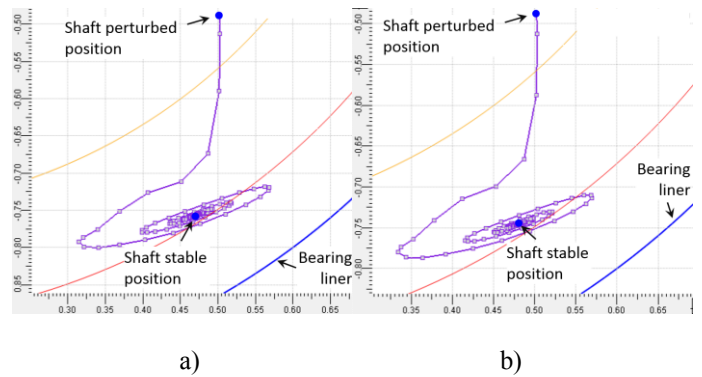 Shaft perturbed
position
-0.50
-0.55
-0.60
-0.65
-0.70
-0.75
-0.80
0.85
Shaft stable
position
Bearing
liner
0.30 0.35 0.40 0.45 0.50 0.55 0.60 0.65
a)
Shaft perturbed
position
-0.50
-0.55
-0.60
-0.65
-0.70
-0.75
-0.80
Bearing
liner
Shaft stable
position
0.35 0.40 0.45 0.50 0.55 0.60 0.65
b)